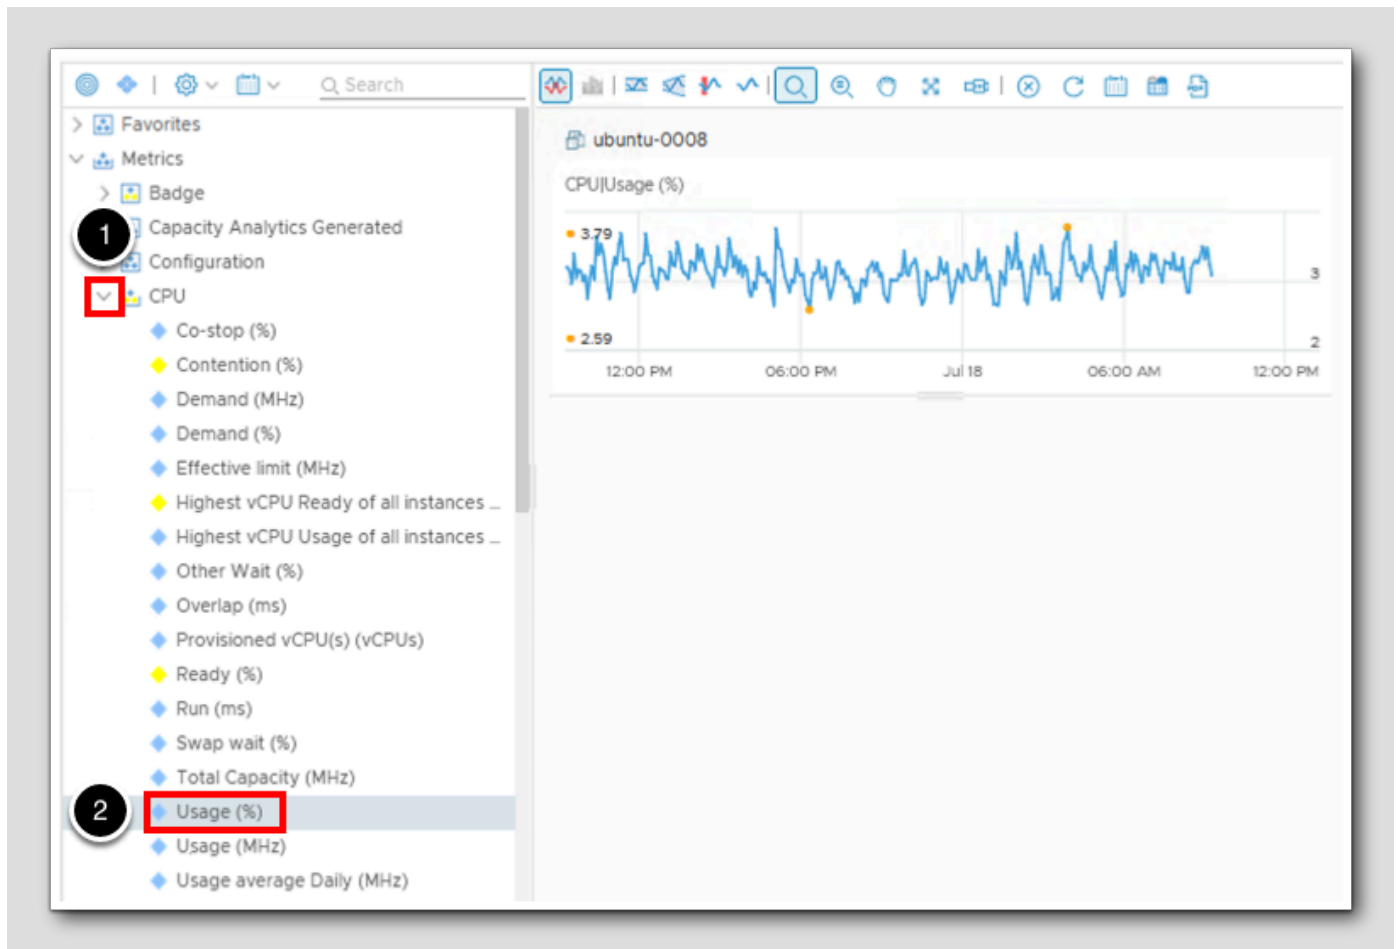 Search
Favorites
Metrics
Badge
Capacity Analytics Generated
1
Configuration
CPU
Co-stop (%)
Contention (%)
Demand (MHz)
Demand (%)
Effective limit (MHz)
Highest vCPU Ready of all instances ...
Highest vCPU Usage of all instances ...
Other Wait (%)
Overlap (ms)
Provisioned vCPU(s) (vCPUs)
Ready (%)
Run (ms)
Swap wait (%)
Total Capacity (MHz)
2
Usage (%)
Usage (MHz)
Usage average Daily (MHz)
ubuntu-0008
CPU|Usage (%)
3.79
3
2.59
2
12:00 PM 06:00 PM Jul 18 06:00 AM 12:00 PM